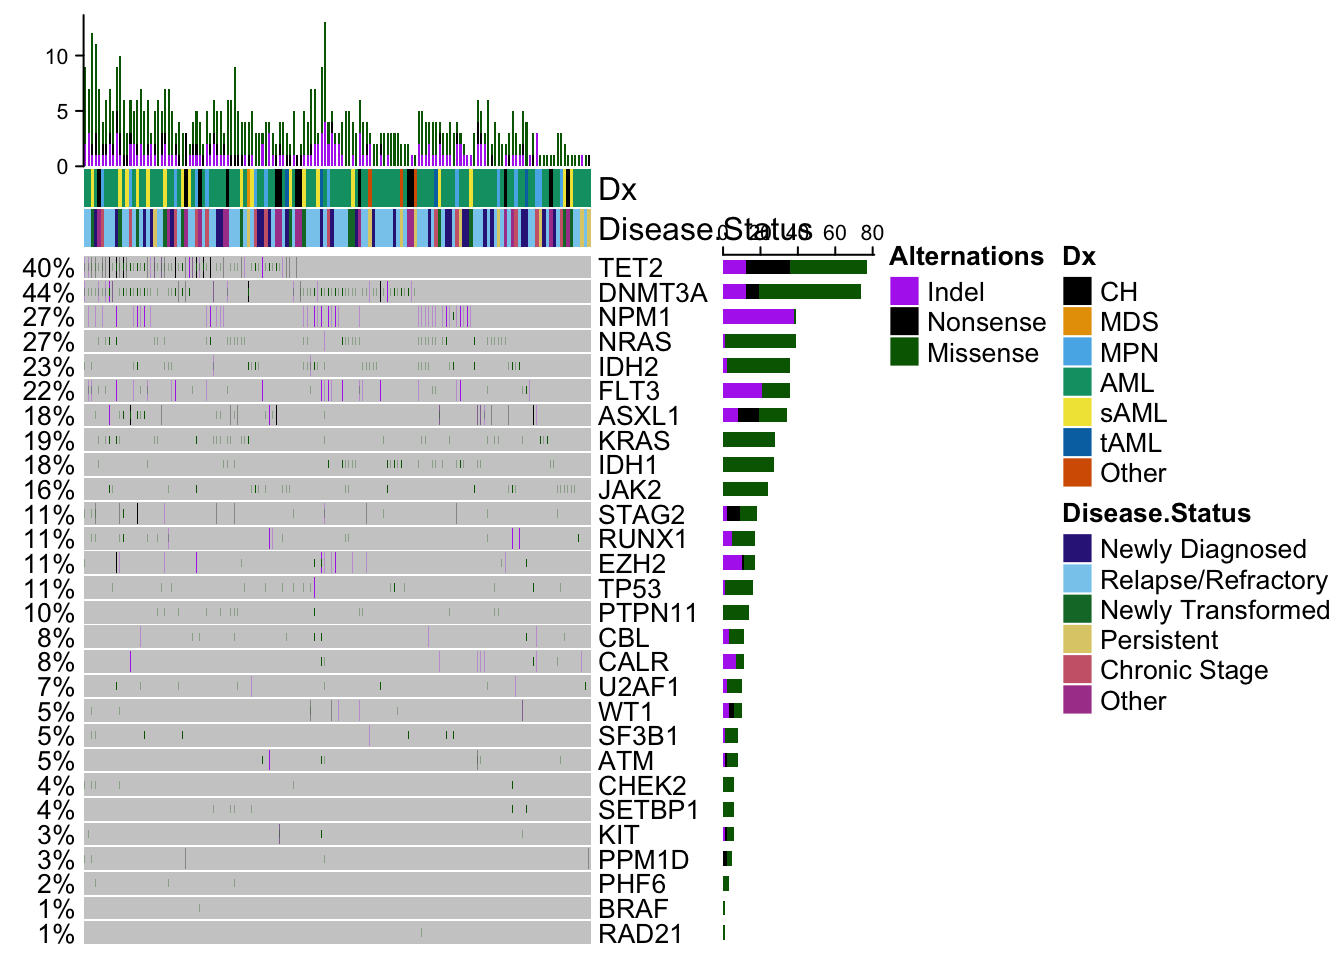 10
5
0
Dx
Disease.Status
0 20 40 60 80
40% TET2
44% DNMT3A
27% NPM1
27% NRAS
23% IDH2
22% FLT3
18% ASXL1
19% KRAS
18% IDH1
16% JAK2
11% STAG2
11% RUNX1
11% EZH2
11% TP53
10% PTPN11
8% CBL
8% CALR
7% U2AF1
5% WT1
5% SF3B1
5% ATM
4% CHEK2
4% SETBP1
3% KIT
3% PPM1D
2% PHF6
1% BRAF
1% RAD21
Alternations
Indel
Nonsense
Missense
Dx
CH
MDS
MPN
AML
sAML
tAML
Other
Disease.Status
Newly Diagnosed
Relapse/Refractory
Newly Transformed
Persistent
Chronic Stage
Other